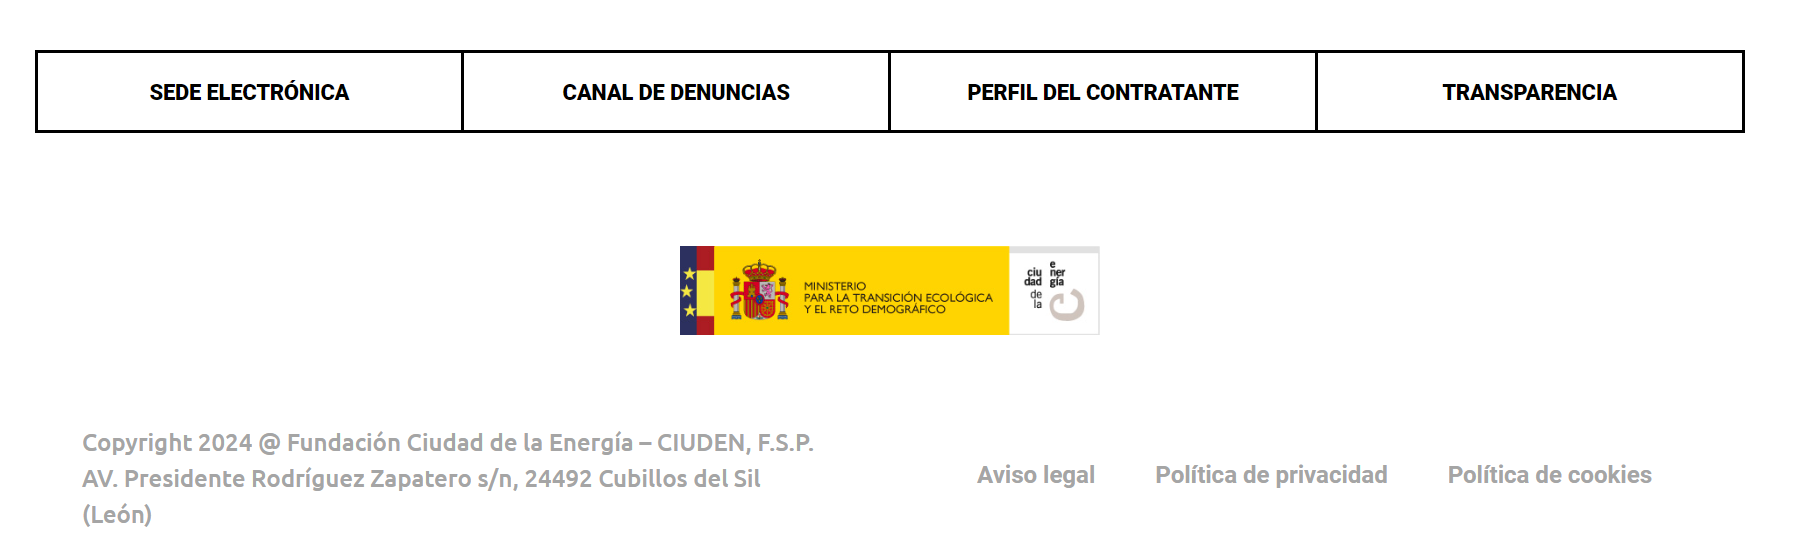 SEDE ELECTRÓNICA
CANAL DE DENUNCIAS
PERFIL DEL CONTRATANTE
TRANSPARENCIA
MINISTERIO
PARA LA TRANSICIÓN ECOLÓGICA
Y EL RETO DEMOGRÁFICO
ciu
dad
de
la
e
ner
gía
c
Copyright 2024 @ Fundación Ciudad de la Energía – CIUDEN, F.S.P.
AV. Presidente Rodríguez Zapatero s/n, 24492 Cubillos del Sil
(León)
Aviso legal
Política de privacidad
Política de cookies